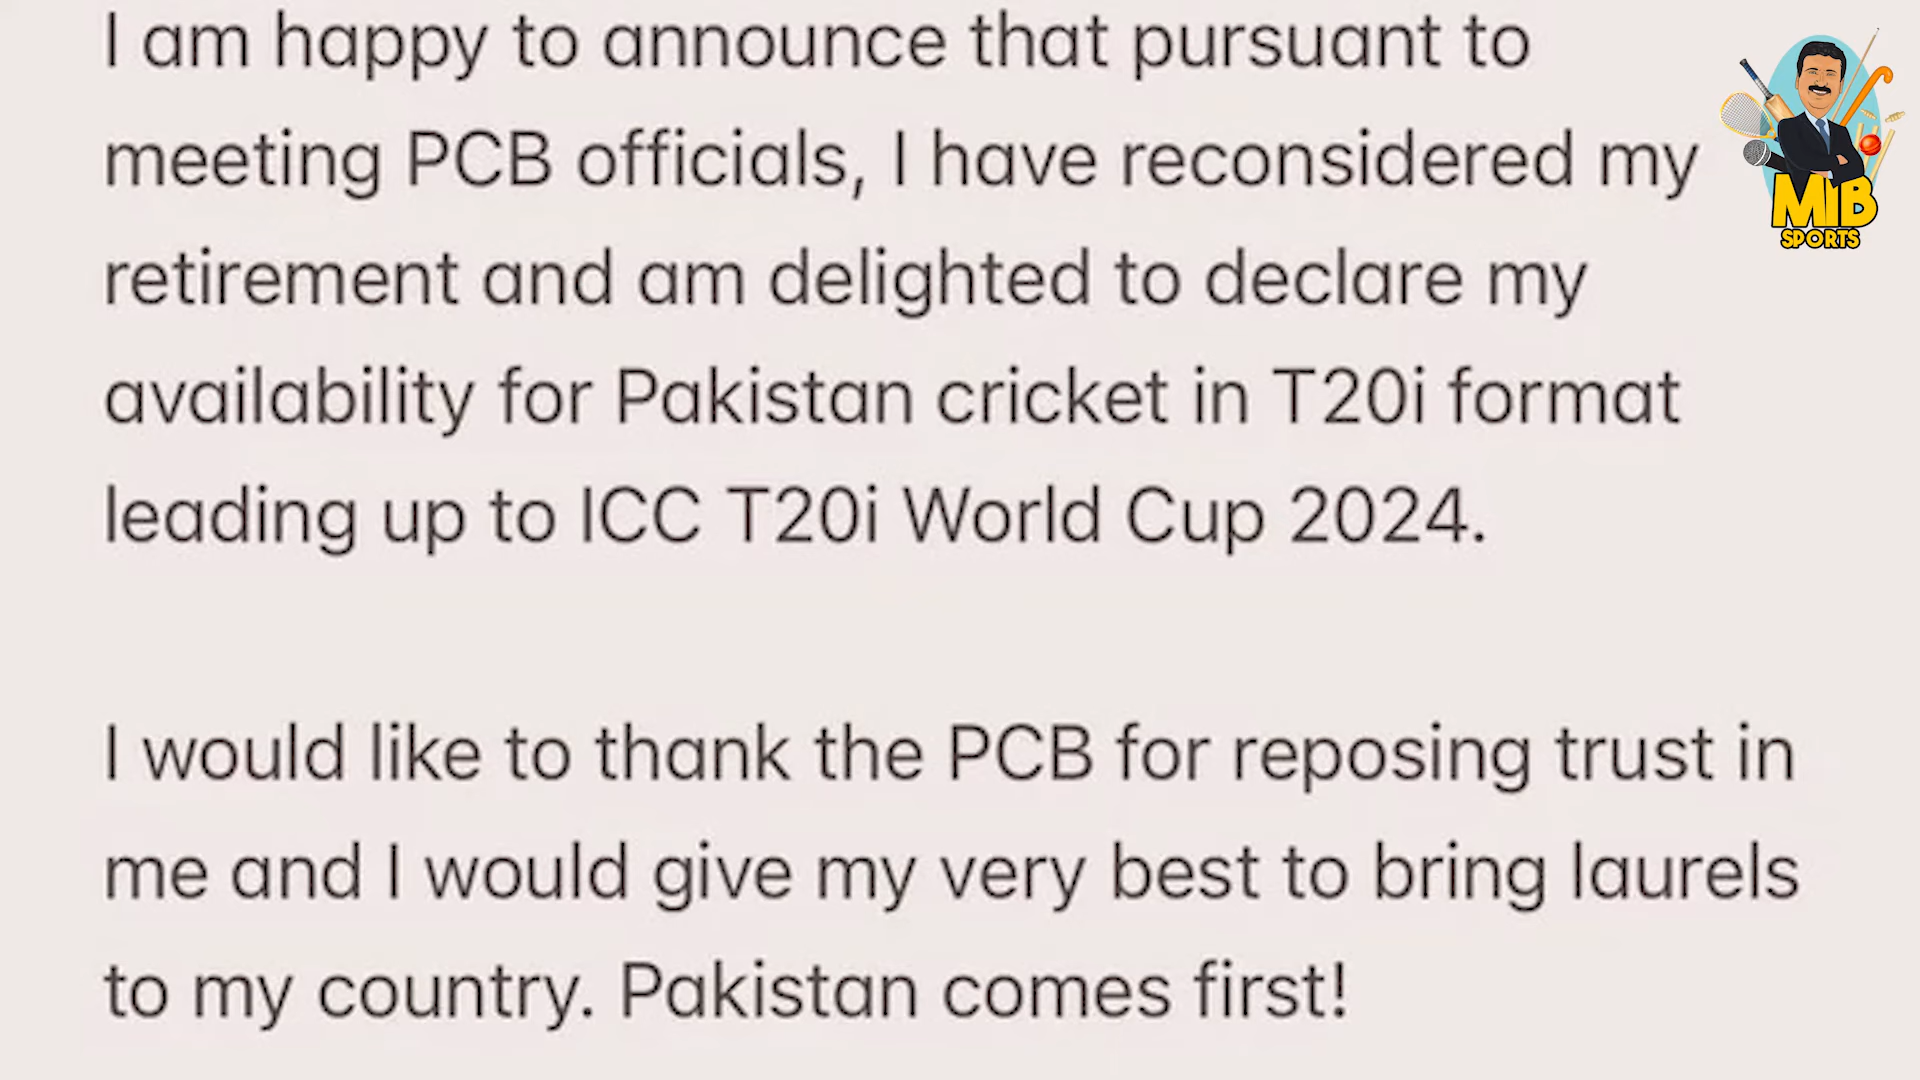 I am happy to announce that pursuant to
meeting PCB officials, I have reconsidered my
retirement and am delighted to declare my
availability for Pakistan cricket in T20i format
leading up to ICC T20i World Cup 2024.
I would like to thank the PCB for reposing trust in
me and I would give my very best to bring laurels
to my country. Pakistan comes first!
MIB
SPORTS